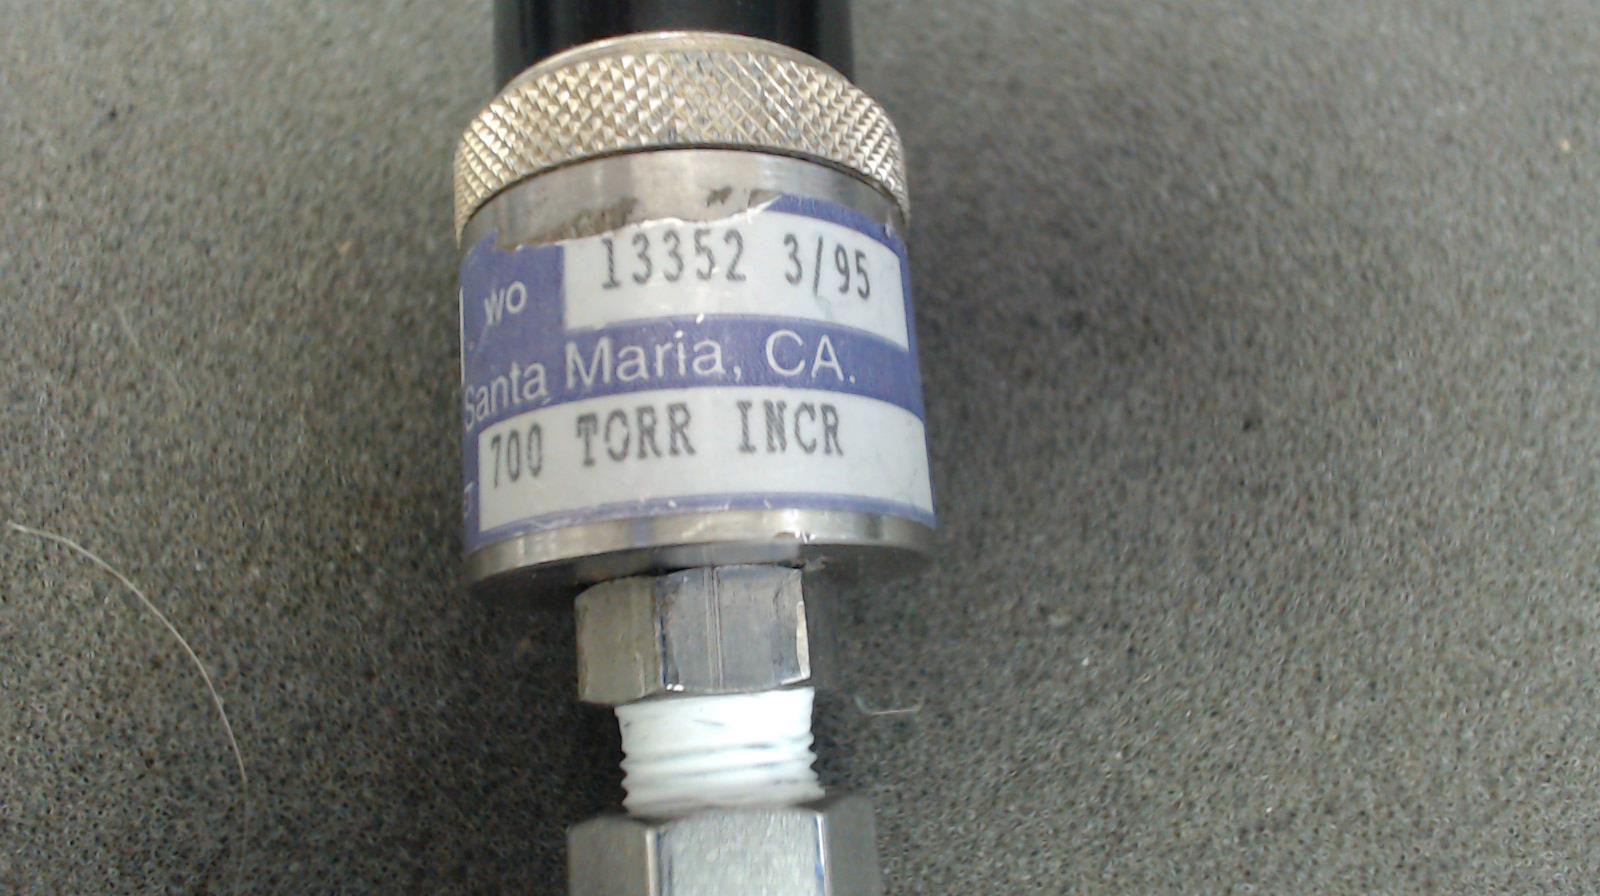 WO 13352 3/95
Santa Maria, CA.
700 TORR INCR